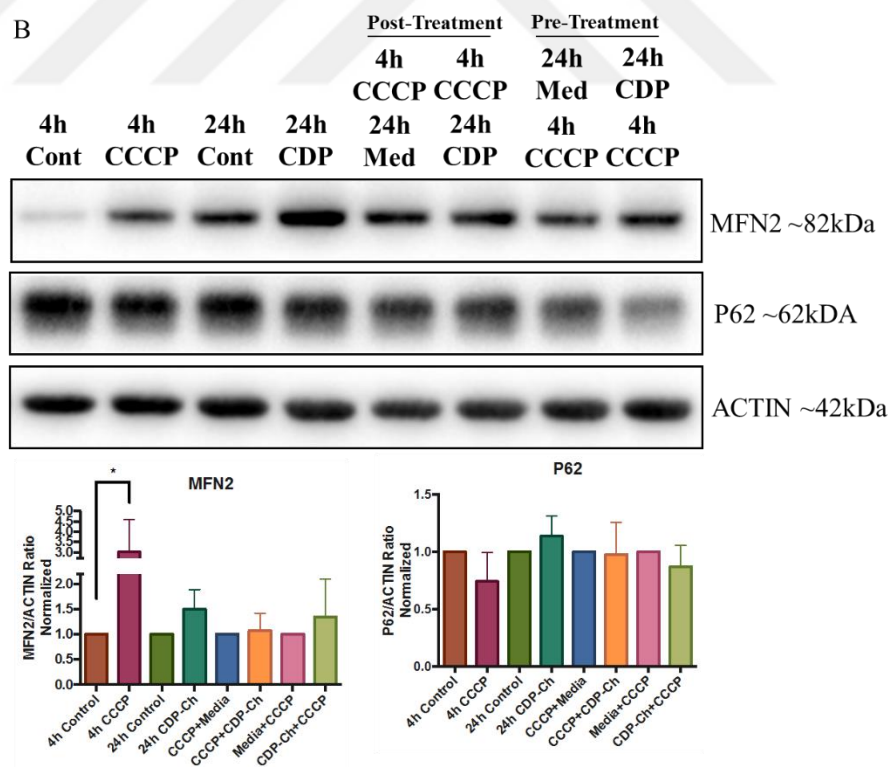 B
Post-Treatment Pre-Treatment
4h 4h 24h 24h
CCCP CCCP Med CDP
4h 4h 24h 24h 24h 24h 4h 4h
Cont CCCP Cont CDP Med CDP CCCP CCCP
MFN2 ~82kDa
P62 ~62kDA
ACTIN ~42kDa
MFN2
*
MFN2/ACTIN Ratio
Normalized
5.0
4.5
4.0
3.5
3.0
2.0
1.5
1.0
0.5
0.0
4h Control
4h CCCP
24h Control
24h CDP-Ch
CCCP+Media
CCCP+CDP-Ch
Media+CCCP
CDP-Ch+CCCP
P62
P62/ACTIN Ratio
Normalized
1.5
1.0
0.5
0.0
4h Control
4h CCCP
24h Control
24h CDP-Ch
CCCP+Media
CCCP+CDP-Ch
Media+CCCP
CDP-Ch+CCCP